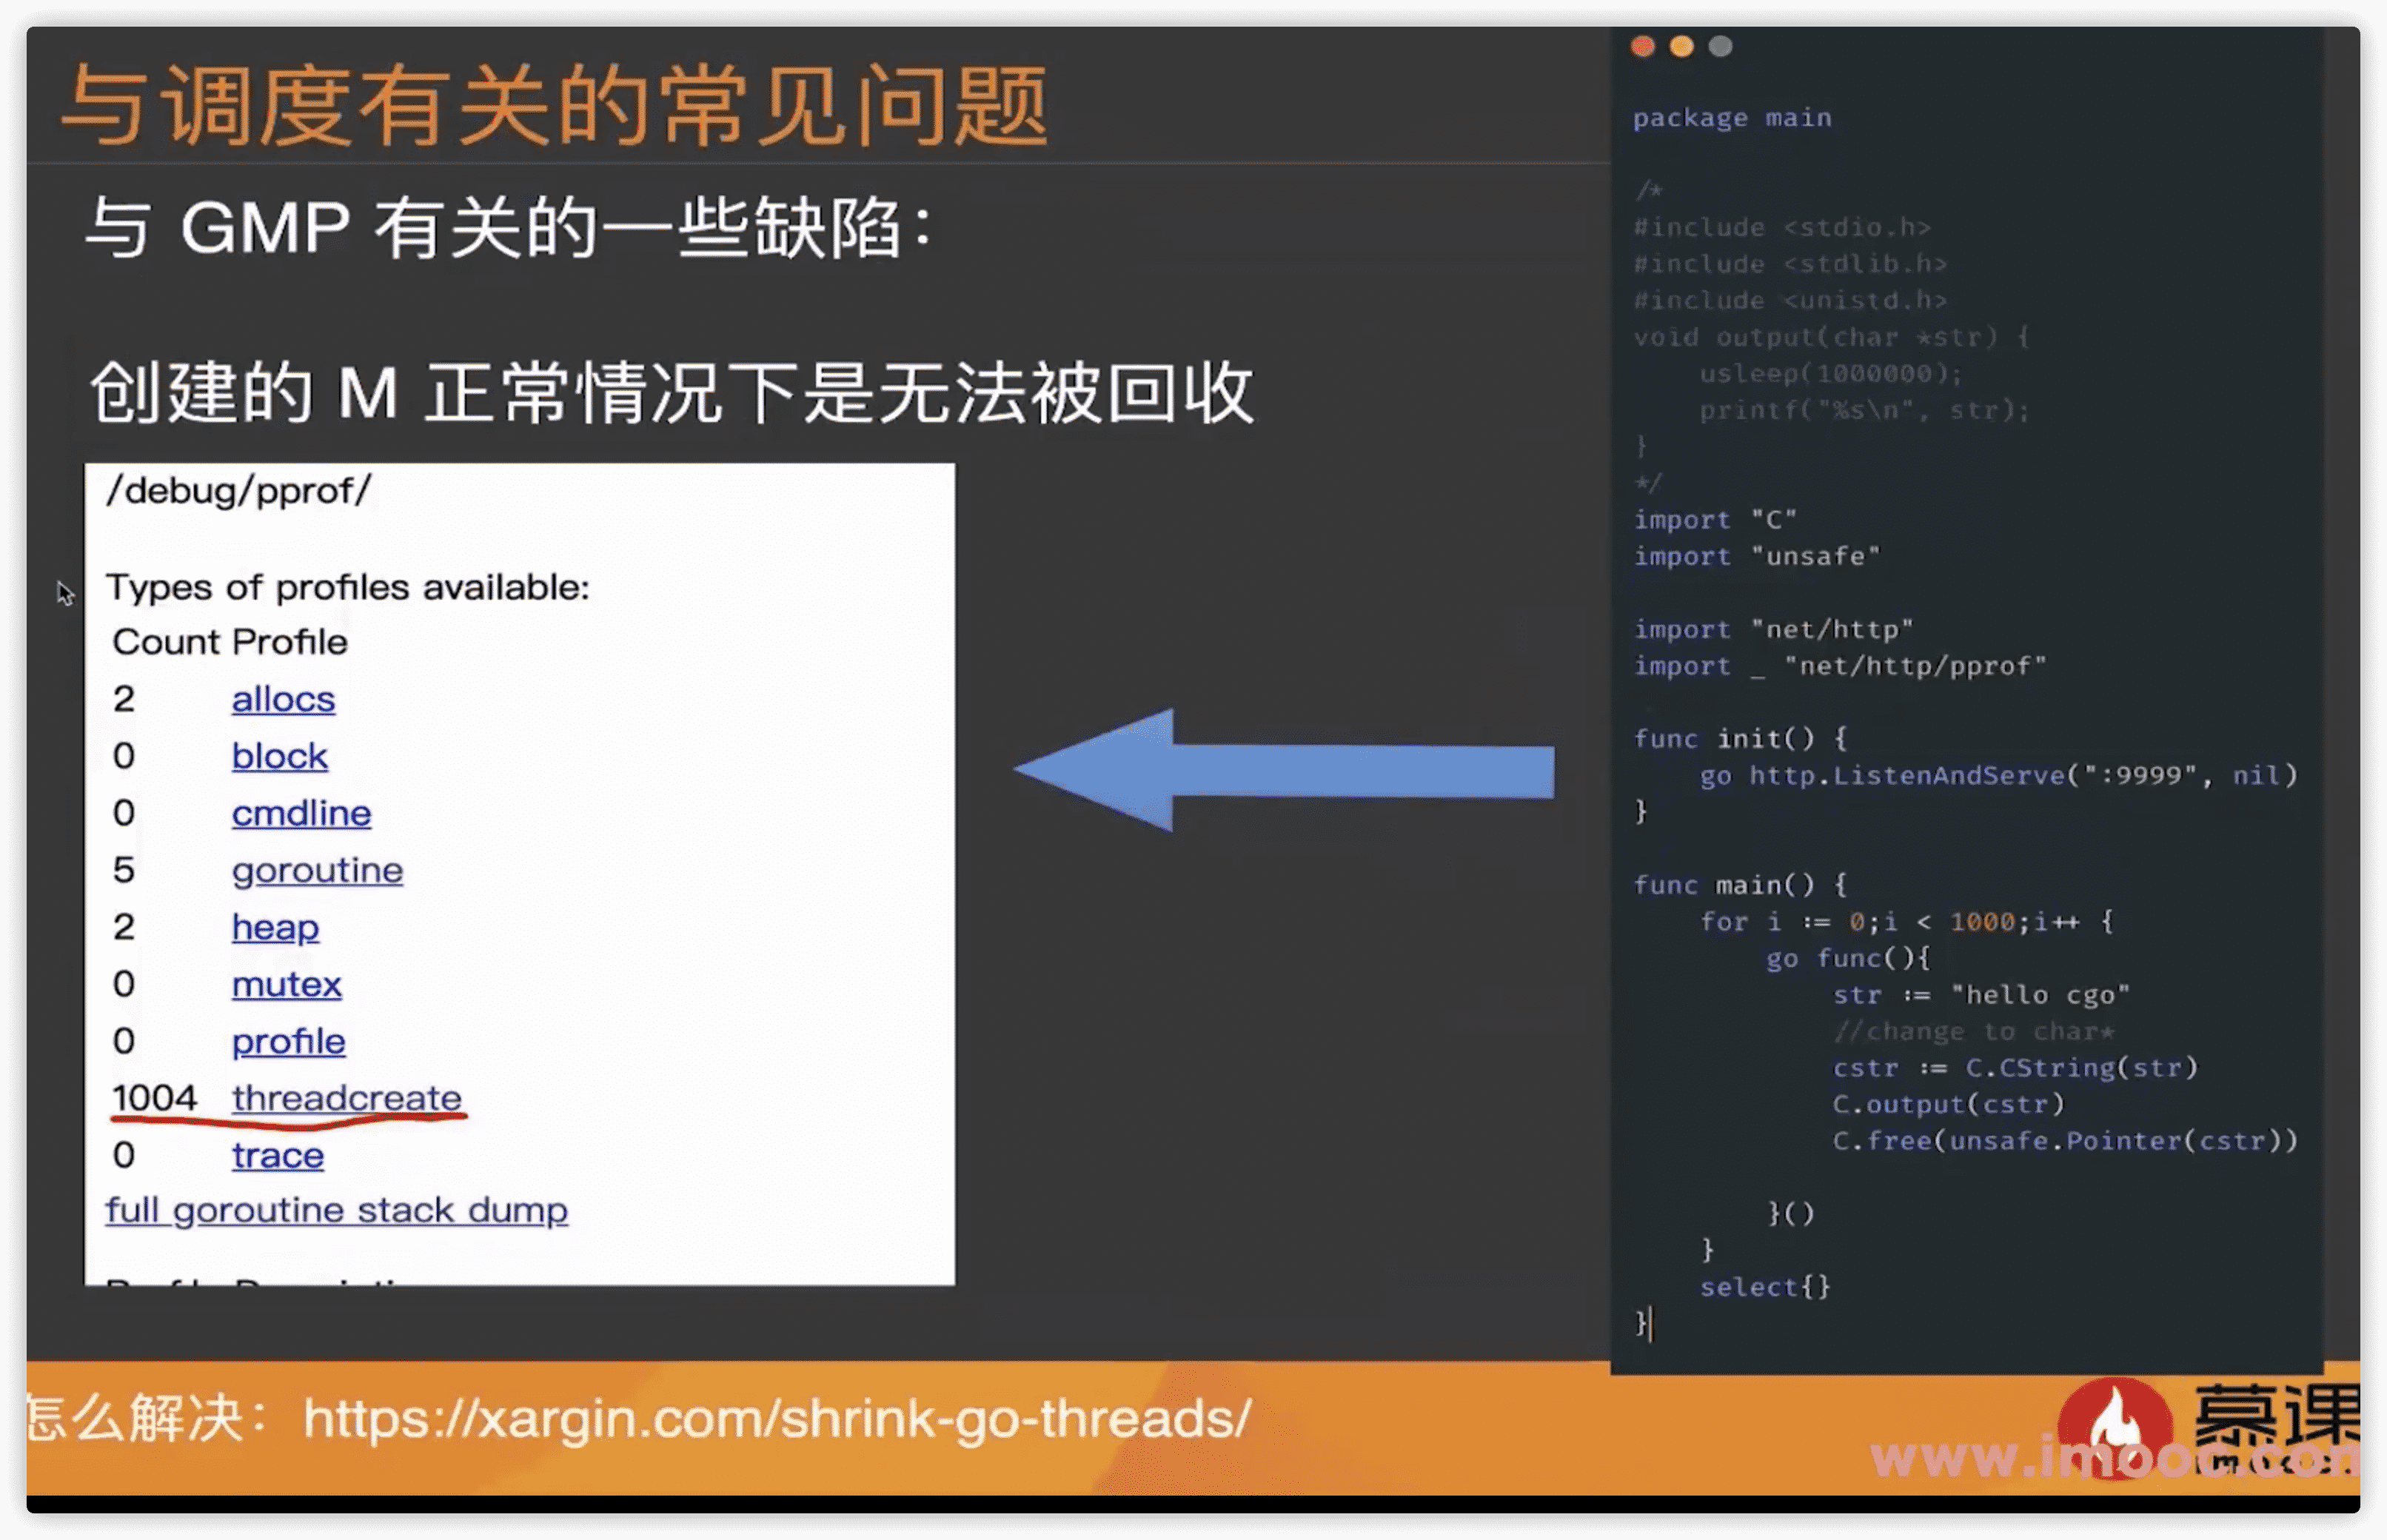 与调度有关的常见问题
与 GMP 有关的一些缺陷：
创建的 M 正常情况下是无法被回收
/debug/pprof/
Types of profiles available:
Count Profile
2 allocs
0 block
0 cmdline
5 goroutine
2 heap
0 mutex
0 profile
1004 threadcreate
0 trace
full goroutine stack dump
package main
/*
#include <stdio.h>
#include <stdlib.h>
#include <unistd.h>
void output(char *str) {
    usleep(1000000);
    printf("%s\n", str);
}
*/
import "C"
import "unsafe"
import "net/http"
import _ "net/http/pprof"
func init() {
    go http.ListenAndServe(":9999", nil)
}
func main() {
    for i := 0;i < 1000;i++ {
        go func(){
            str := "hello cgo"
            //change to char*
            cstr := C.CString(str)
            C.output(cstr)
            C.free(unsafe.Pointer(cstr))
        }()
    }
    select{}
}
怎么解决：https://xargin.com/shrink-go-threads/
慕课
www.imooc.com